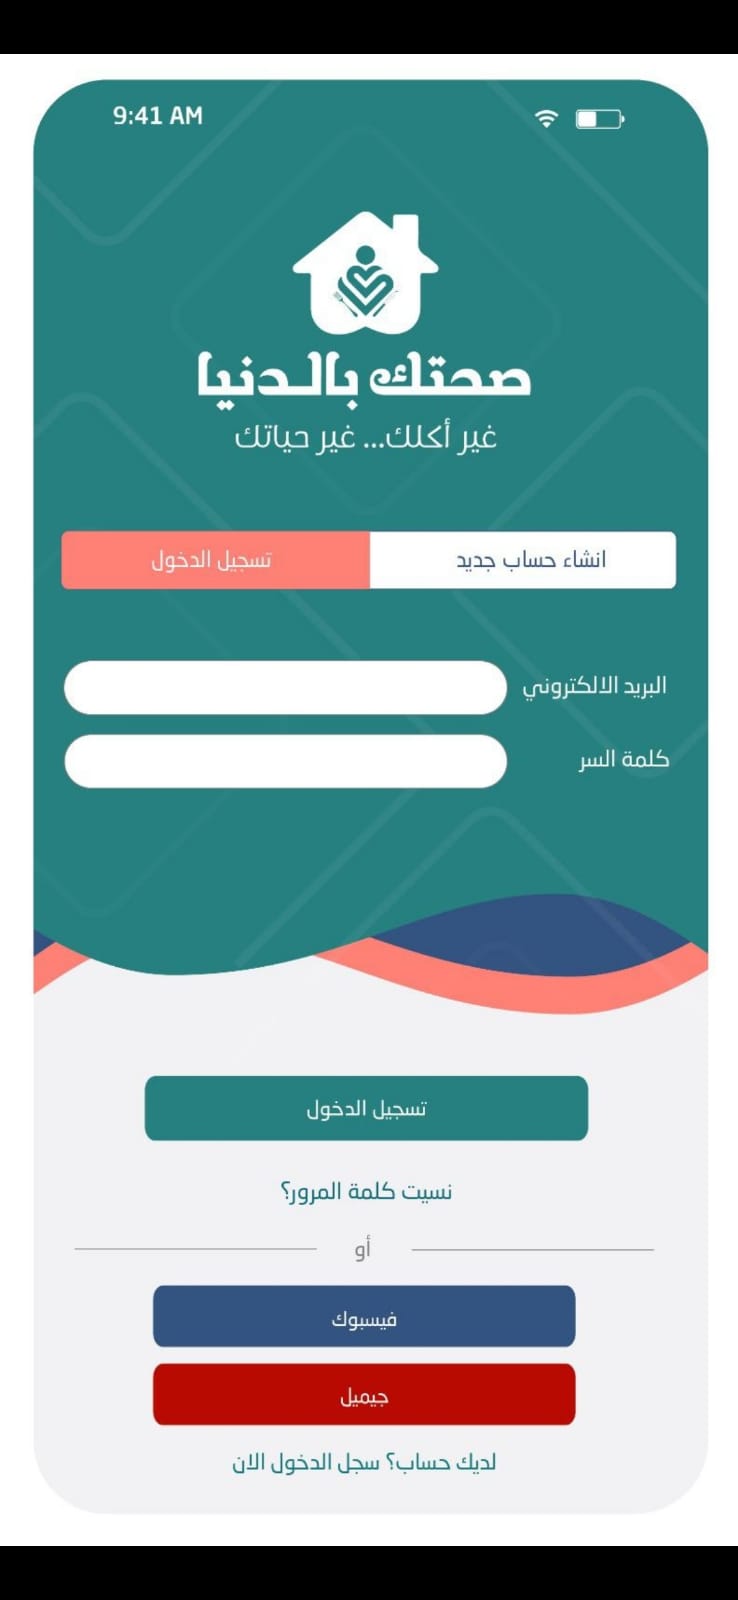 9:41 AM
صحتك بالدنيا
غير أكلك... غير حياتك
انشاء حساب جديد
تسجيل الدخول
البريد الالكتروني
كلمة السر
تسجيل الدخول
نسيت كلمة المرور؟
أو
فيسبوك
جيميل
لديك حساب؟ سجل الدخول الان